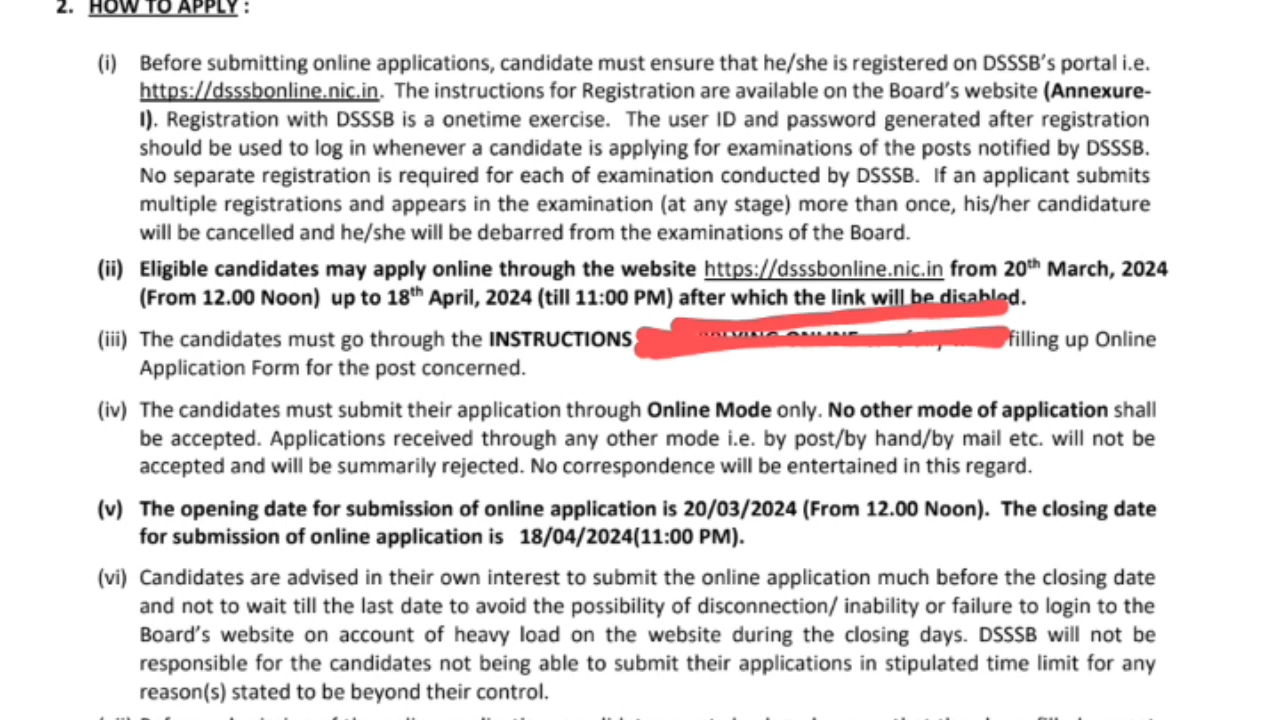 2. HOW TO APPLY :
(i) Before submitting online applications, candidate must ensure that he/she is registered on DSSSB's portal i.e.
https://dsssbonline.nic.in. The instructions for Registration are available on the Board's website (Annexure-
I). Registration with DSSSB is a onetime exercise. The user ID and password generated after registration
should be used to log in whenever a candidate is applying for examinations of the posts notified by DSSSB.
No separate registration is required for each of examination conducted by DSSSB. If an applicant submits
multiple registrations and appears in the examination (at any stage) more than once, his/her candidature
will be cancelled and he/she will be debarred from the examinations of the Board.
(ii) Eligible candidates may apply online through the website https://dsssbonline.nic.in from 20th March, 2024
(From 12.00 Noon) up to 18th April, 2024 (till 11:00 PM) after which the link will be disabled.
(iii) The candidates must go through the INSTRUCTIONS filling up Online
Application Form for the post concerned.
(iv) The candidates must submit their application through Online Mode only. No other mode of application shall
be accepted. Applications received through any other mode i.e. by post/by hand/by mail etc. will not be
accepted and will be summarily rejected. No correspondence will be entertained in this regard.
(v) The opening date for submission of online application is 20/03/2024 (From 12.00 Noon). The closing date
for submission of online application is 18/04/2024(11:00 PM).
(vi) Candidates are advised in their own interest to submit the online application much before the closing date
and not to wait till the last date to avoid the possibility of disconnection/ inability or failure to login to the
Board's website on account of heavy load on the website during the closing days. DSSSB will not be
responsible for the candidates not being able to submit their applications in stipulated time limit for any
reason(s) stated to be beyond their control.